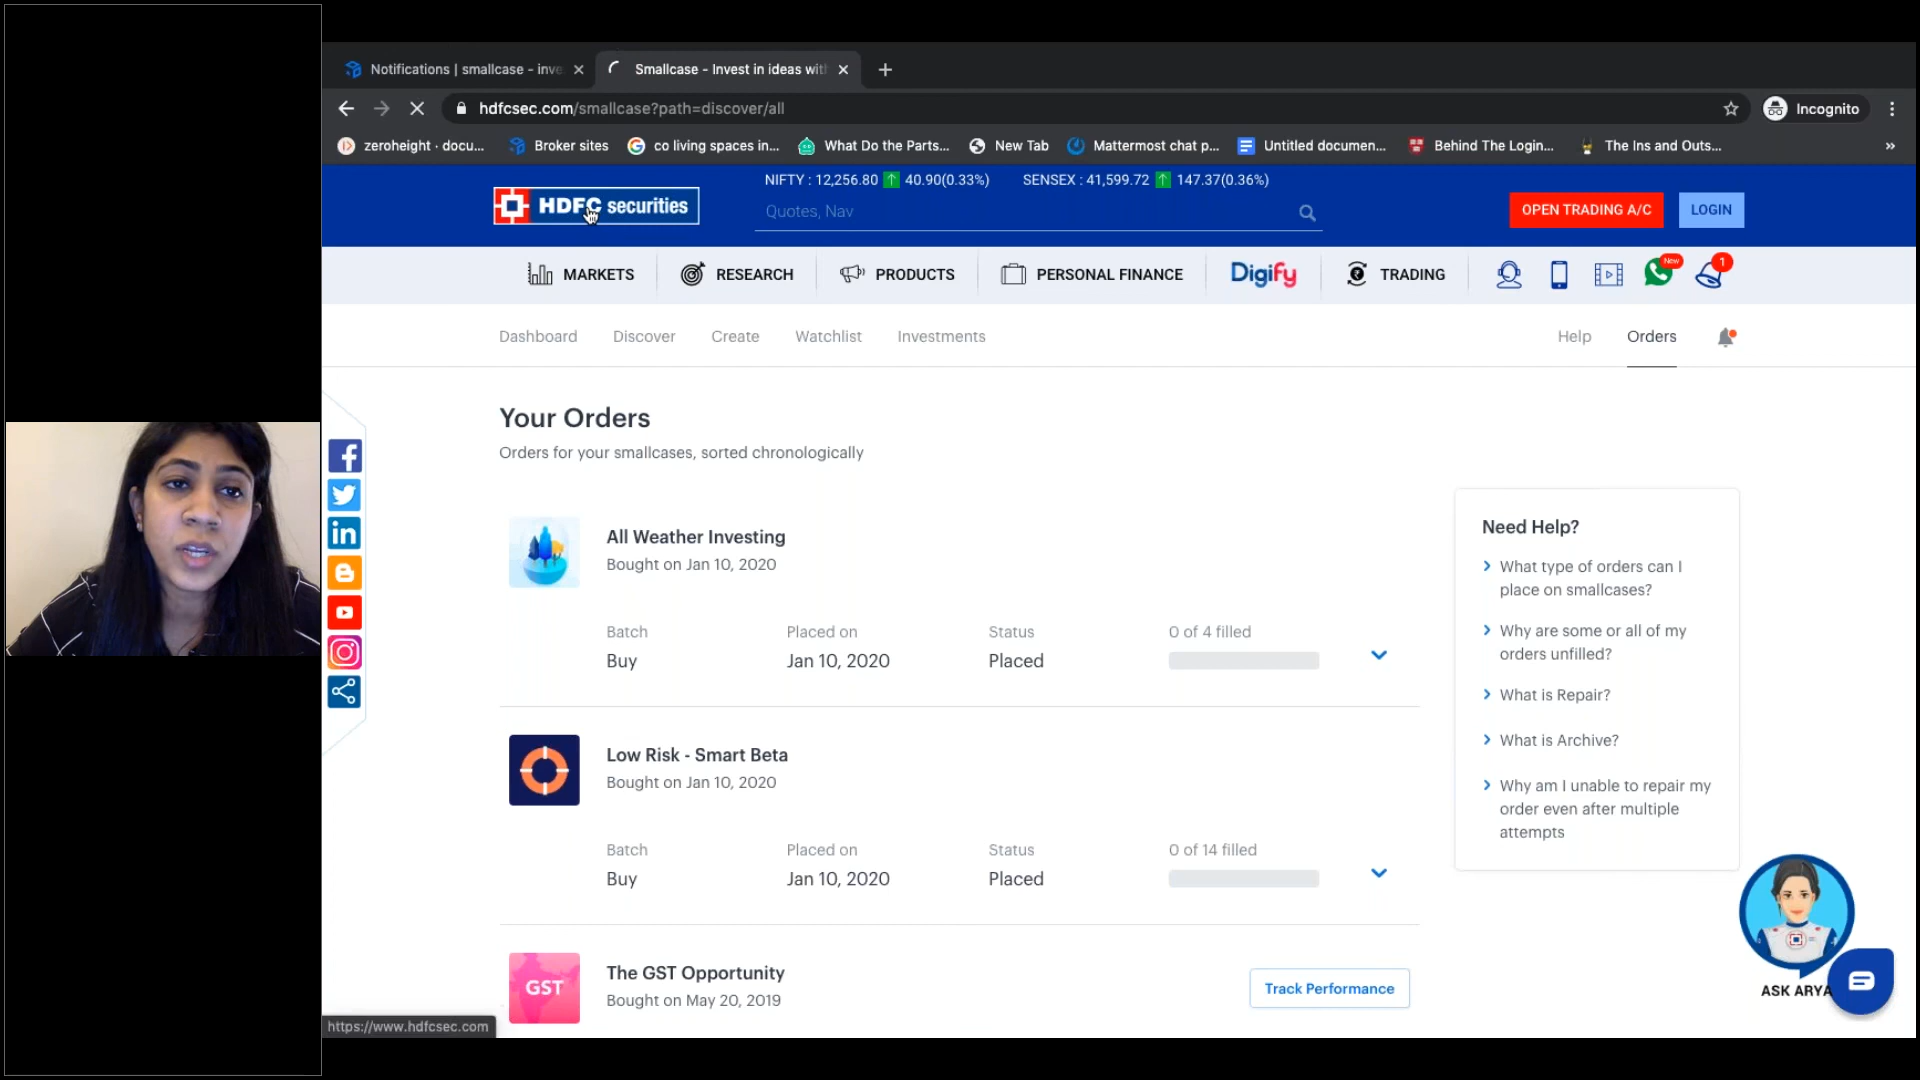 Notifications | smallcase - inve
Smallcase - Invest in ideas with
hdfcsec.com/smallcase?path=discover/all
Incognito
zeroheight · docu...
Broker sites
co living spaces in...
What Do the Parts...
New Tab
Mattermost chat p...
Untitled documen...
Behind The Login...
The Ins and Outs...
»
HDFC securities
NIFTY : 12,256.80 40.90(0.33%)
SENSEX : 41,599.72 147.37(0.36%)
Quotes, Nav
OPEN TRADING A/C
LOGIN
MARKETS
RESEARCH
PRODUCTS
PERSONAL FINANCE
Digify
TRADING
New
1
Dashboard
Discover
Create
Watchlist
Investments
Help
Orders
Your Orders
Orders for your smallcases, sorted chronologically
All Weather Investing
Bought on Jan 10, 2020
Batch
Placed on
Status
0 of 4 filled
Buy
Jan 10, 2020
Placed
Low Risk - Smart Beta
Bought on Jan 10, 2020
Batch
Placed on
Status
0 of 14 filled
Buy
Jan 10, 2020
Placed
GST
The GST Opportunity
Bought on May 20, 2019
Track Performance
Need Help?
What type of orders can I
place on smallcases?
Why are some or all of my
orders unfilled?
What is Repair?
What is Archive?
Why am I unable to repair my
order even after multiple
attempts
ASK ARYA
https://www.hdfcsec.com